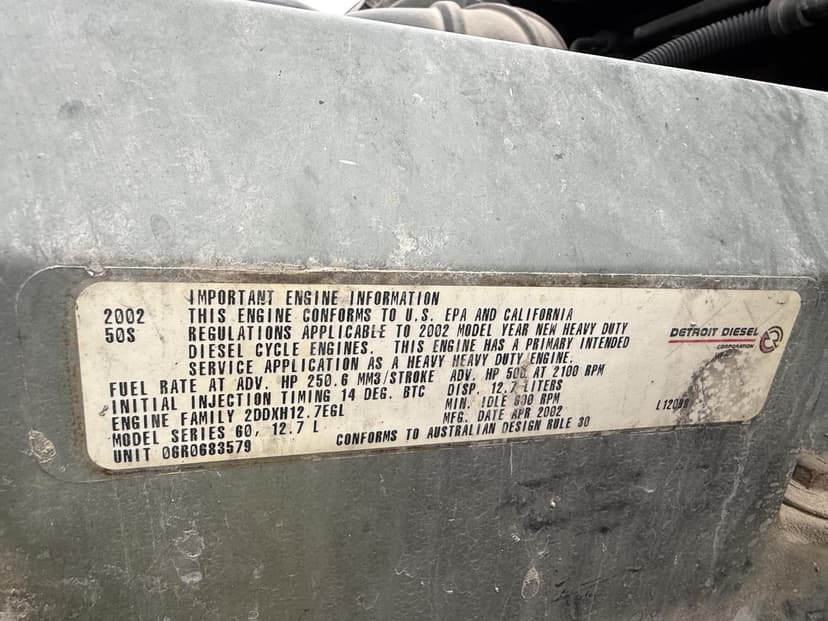 IMPORTANT ENGINE INFORMATION
2002 THIS ENGINE CONFORMS TO U.S. EPA AND CALIFORNIA
50S REGULATIONS APPLICABLE TO 2002 MODEL YEAR NEW HEAVY DUTY
DIESEL CYCLE ENGINES. THIS ENGINE HAS A PRIMARY INTENDED
SERVICE APPLICATION AS A HEAVY HEAVY DUTY ENGINE.
FUEL RATE AT ADV. HP 250.6 MM3/STROKE ADV. HP 500 AT 2100 RPM
INITIAL INJECTION TIMING 14 DEG. BTC DISP. 12.7 LITERS
ENGINE FAMILY 2DDXH12.7EGL MIN. IDLE 600 RPM
MODEL SERIES 60, 12.7 L MFG. DATE APR 2002
UNIT 06R0683579 CONFORMS TO AUSTRALIAN DESIGN RULE 30
DETROIT DIESEL
CORPORATION